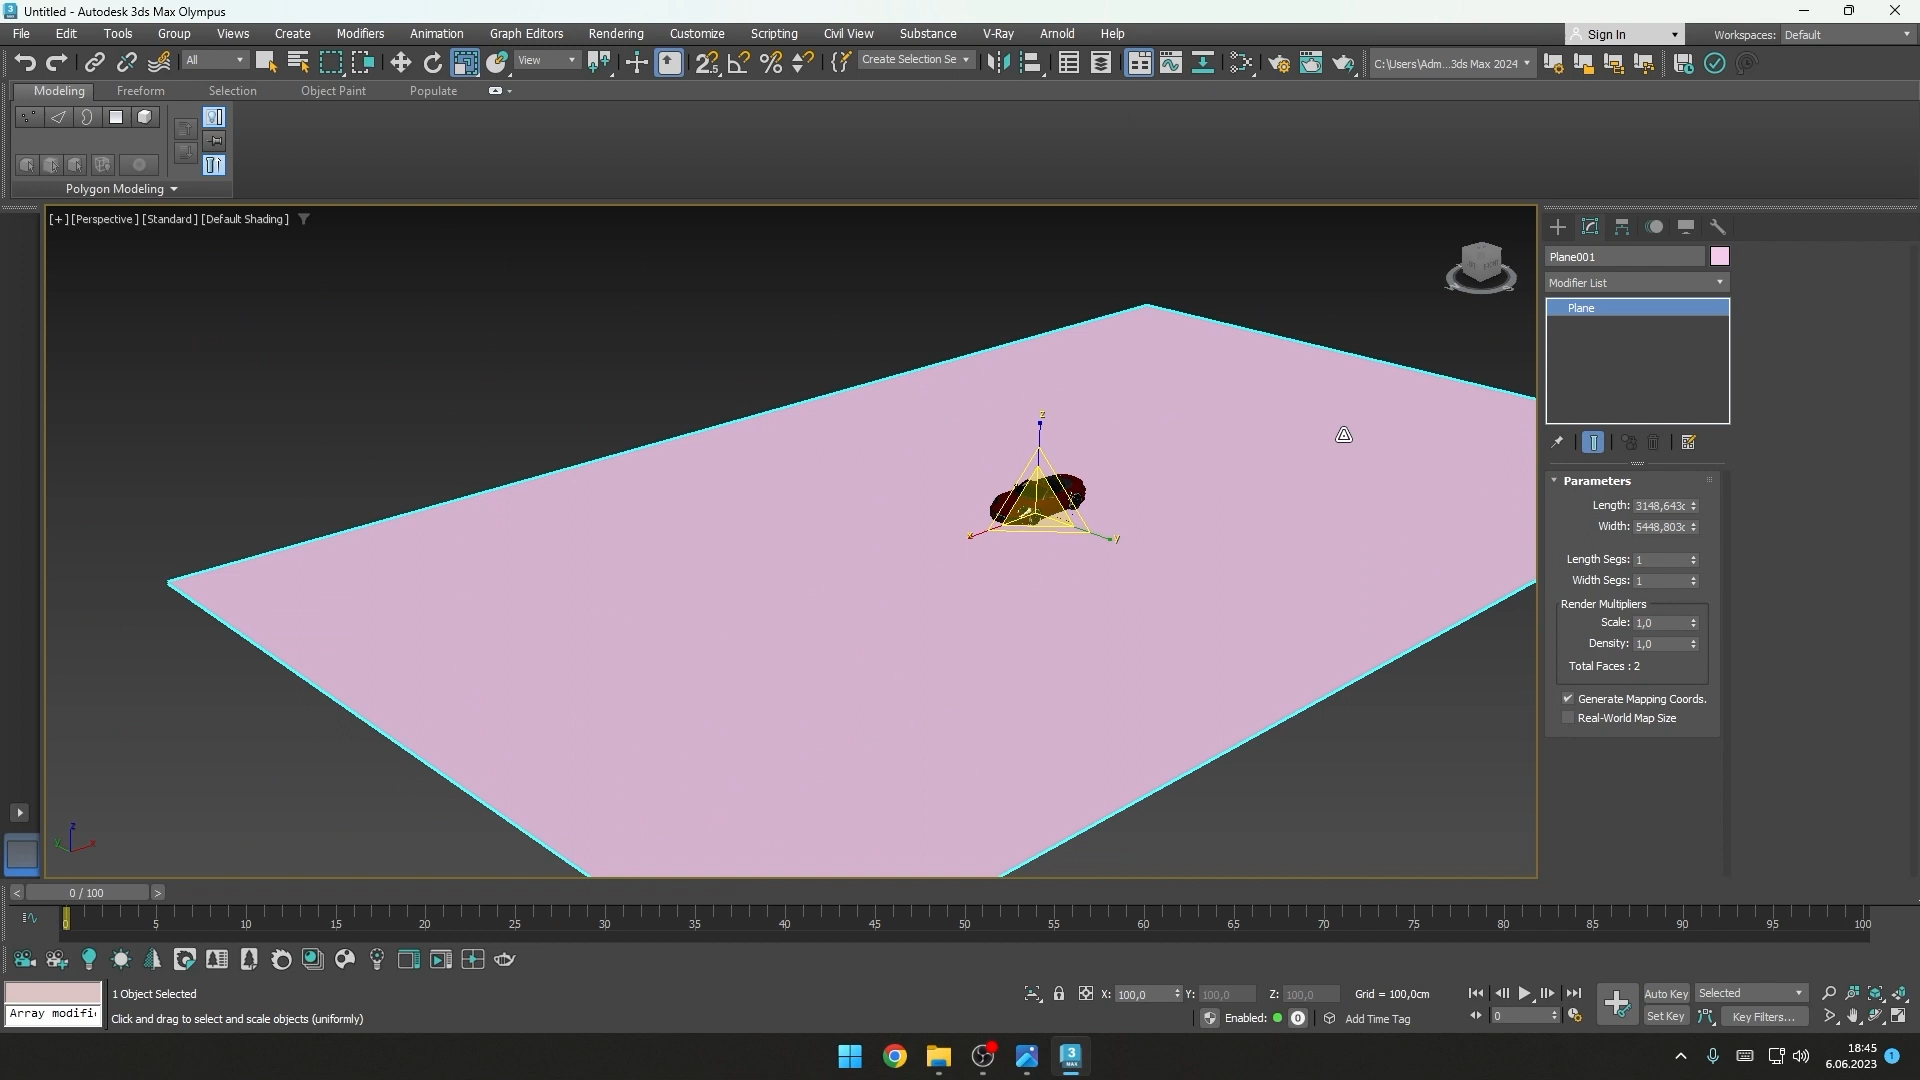 Untitled - Autodesk 3ds Max Olympus
File Edit Tools Group Views Create Modifiers Animation Graph Editors Rendering Customize Scripting Civil View Substance V-Ray Arnold Help
Sign In
Workspaces: Default
All
View
Create Selection Se
C:\Users\Adm...3ds Max 2024
Modeling Freeform Selection Object Paint Populate
Polygon Modeling
[+] [Perspective] [Standard] [Default Shading]
z
x
y
z
y
x
Plane001
Modifier List
Plane
Parameters
Length: 3148,643c
Width: 5448,803c
Length Segs: 1
Width Segs: 1
Render Multipliers
Scale: 1,0
Density: 1,0
Total Faces : 2
Generate Mapping Coords.
Real-World Map Size
< 0 / 100 >
0 5 10 15 20 25 30 35 40 45 50 55 60 65 70 75 80 85 90 95 100
1 Object Selected
Array modifi
Click and drag to select and scale objects (uniformly)
X: 100,0 Y: 100,0 Z: 100,0 Grid = 100,0cm
Enabled: 0 Add Time Tag
0
Auto Key Selected
Set Key Key Filters...
18:45
6.06.2023
1